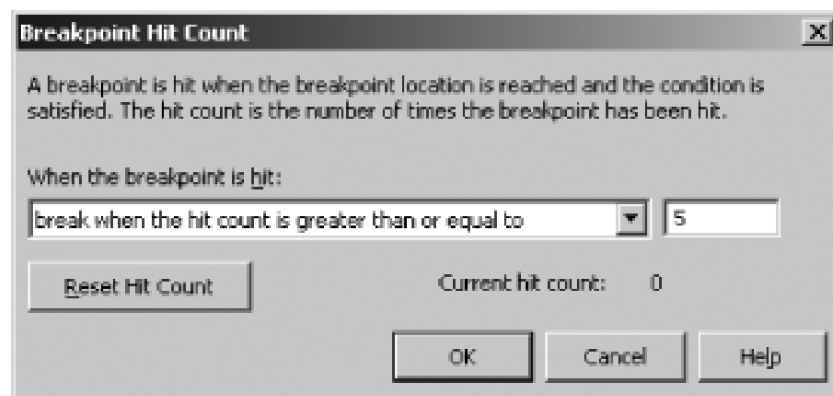 Breakpoint Hit Count
A breakpoint is hit when the breakpoint location is reached and the condition is
satisfied. The hit count is the number of times the breakpoint has been hit.
When the breakpoint is hit:
break when the hit count is greater than or equal to 5
Reset Hit Count Current hit count: 0
OK Cancel Help